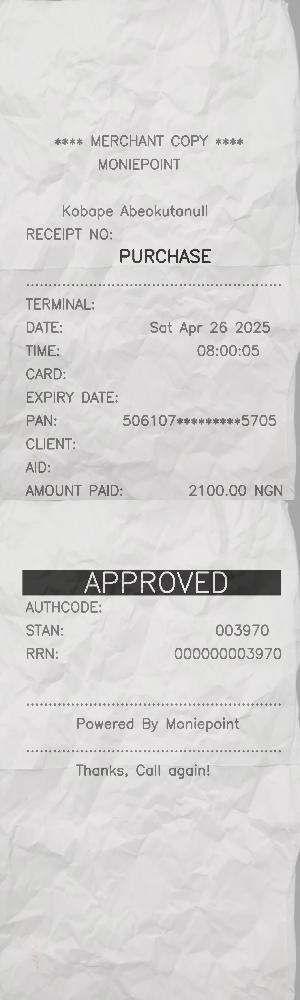 **** MERCHANT COPY ****
MONIEPOINT
Kobape Abeokutanull
RECEIPT NO:
PURCHASE
TERMINAL:
DATE: Sat Apr 26 2025
TIME: 08:00:05
CARD:
EXPIRY DATE:
PAN: 506107*********5705
CLIENT:
AID:
AMOUNT PAID: 2100.00 NGN
APPROVED
AUTHCODE:
STAN: 003970
RRN: 000000003970
Powered By Moniepoint
Thanks, Call again!